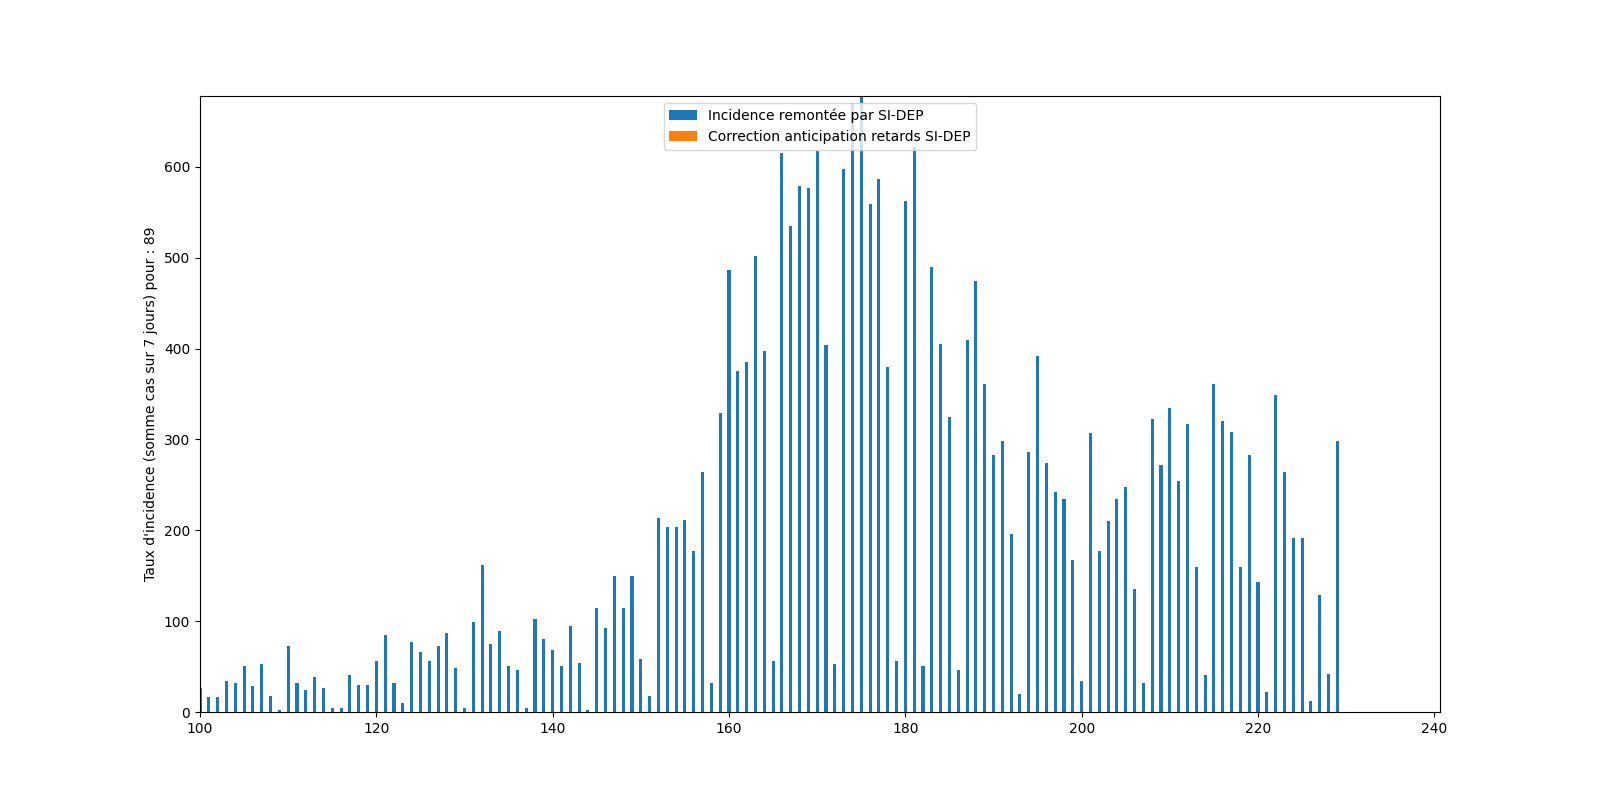 Incidence remontée par SI-DEP
Correction anticipation retards SI-DEP
Taux d'incidence (somme cas sur 7 jours) pour : 89
600
500
400
300
200
100
0
100 120 140 160 180 200 220 240